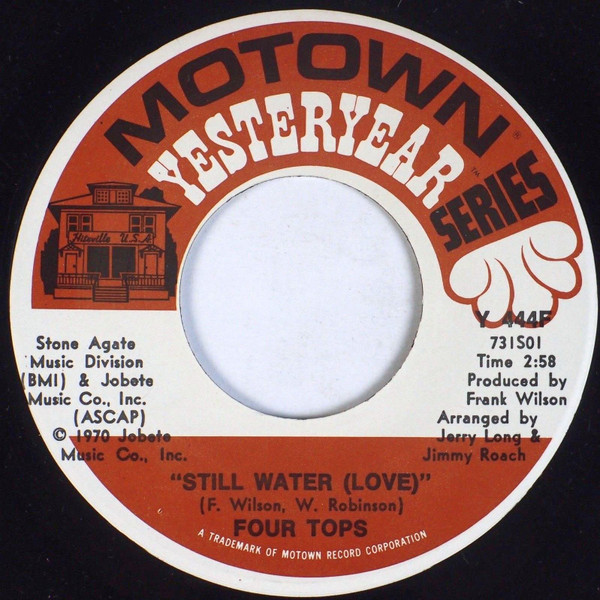 MOTOWN®
YESTERYEAR™
SERIES
Hitsville U.S.A.
Stone Agate
Music Division
(BMI) & Jobete
Music Co., Inc.
(ASCAP)
© 1970 Jobete
Music Co., Inc.
Y 444F
731S01
Time 2:58
Produced by
Frank Wilson
Arranged by
Jerry Long &
Jimmy Roach
"STILL WATER (LOVE)"
(F. Wilson, W. Robinson)
FOUR TOPS
A TRADEMARK OF MOTOWN RECORD CORPORATION